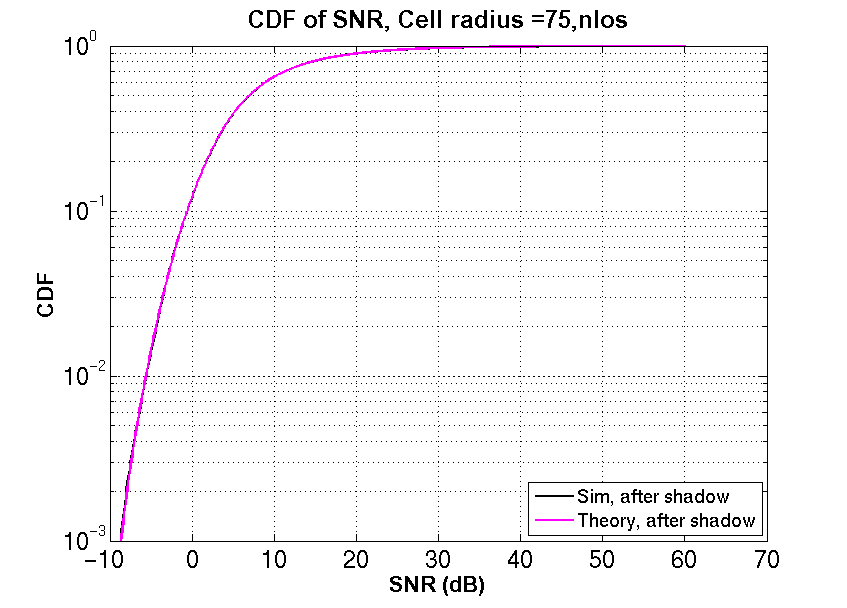 CDF of SNR, Cell radius =75,nlos
10^0
10^-1
10^-2
10^-3
CDF
−10 0 10 20 30 40 50 60 70
SNR (dB)
Sim, after shadow
Theory, after shadow